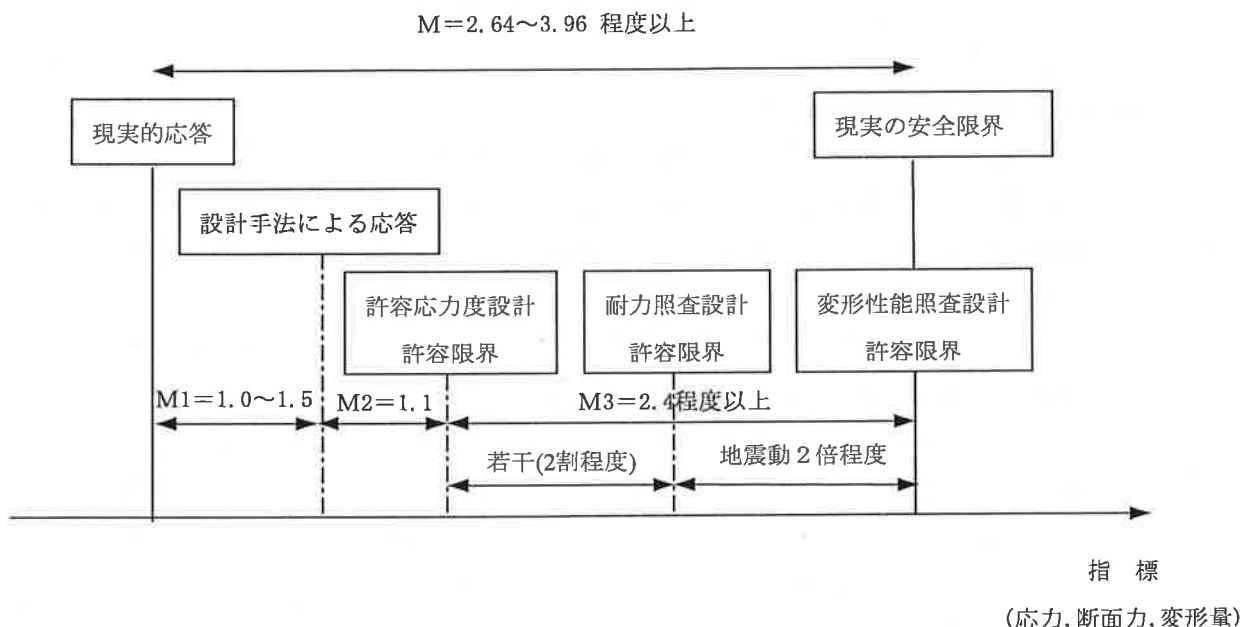 M=2.64～3.96 程度以上
現実的応答
現実の安全限界
設計手法による応答
許容応力度設計
許容限界
耐力照査設計
許容限界
変形性能照査設計
許容限界
M1=1.0～1.5
M2=1.1
M3=2.4程度以上
若干(2割程度)
地震動２倍程度
指 標
(応力,断面力,変形量)